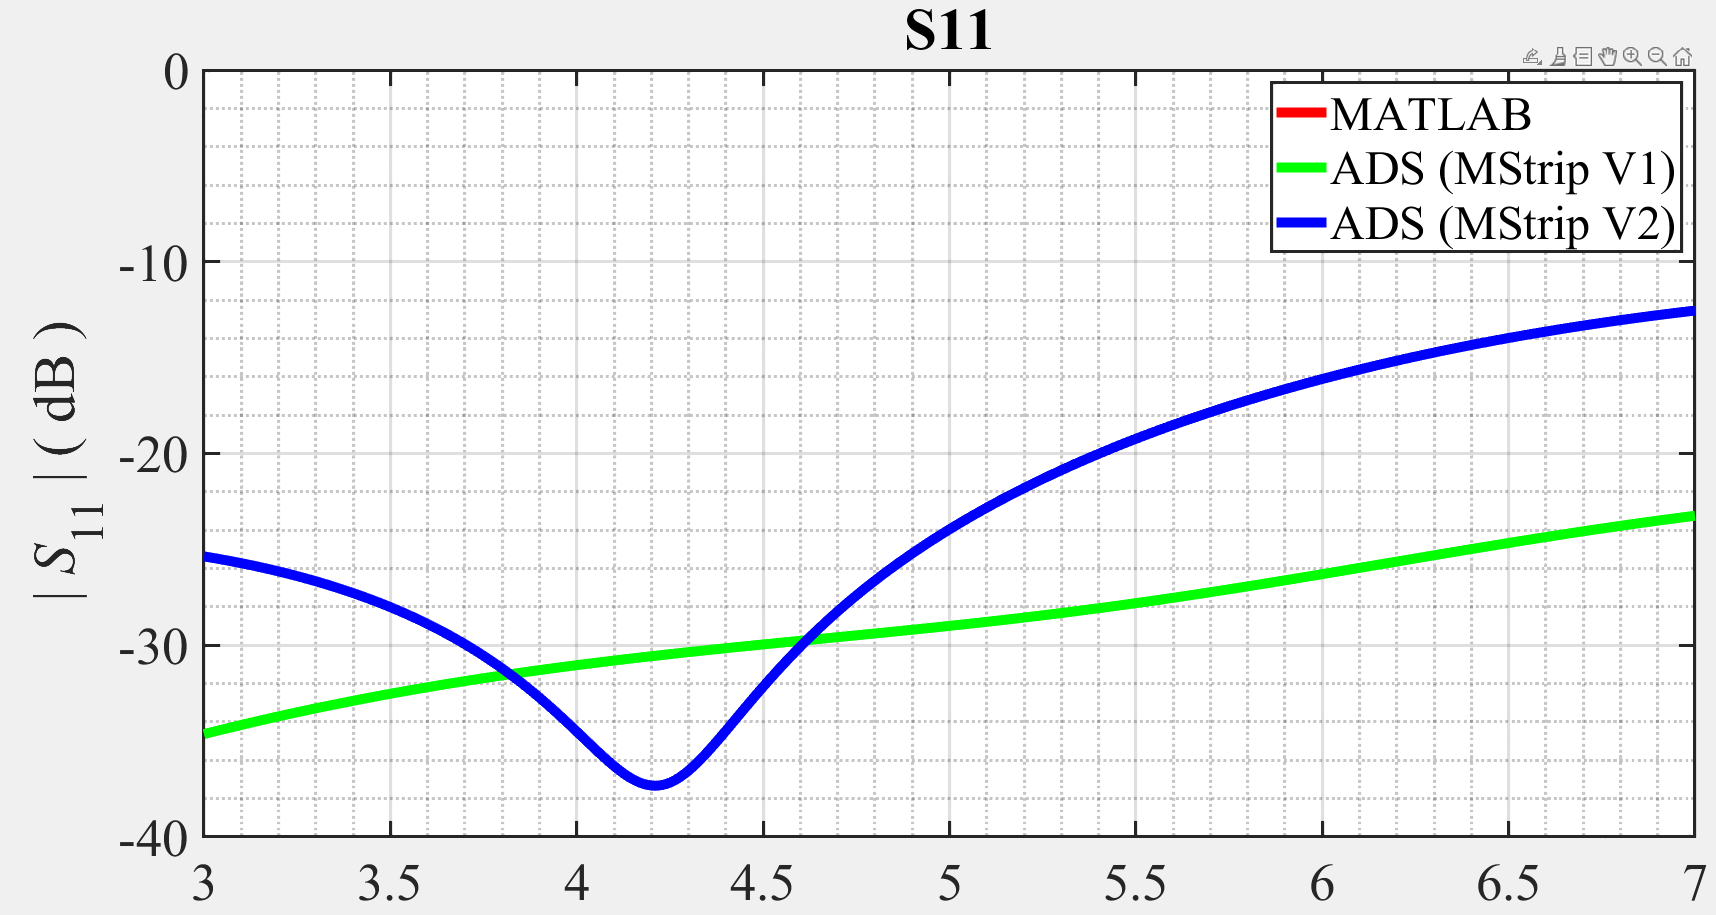 S11
MATLAB
ADS (MStrip V1)
ADS (MStrip V2)
0
-10
-20
-30
-40
| S11 | ( dB )
3 3.5 4 4.5 5 5.5 6 6.5 7